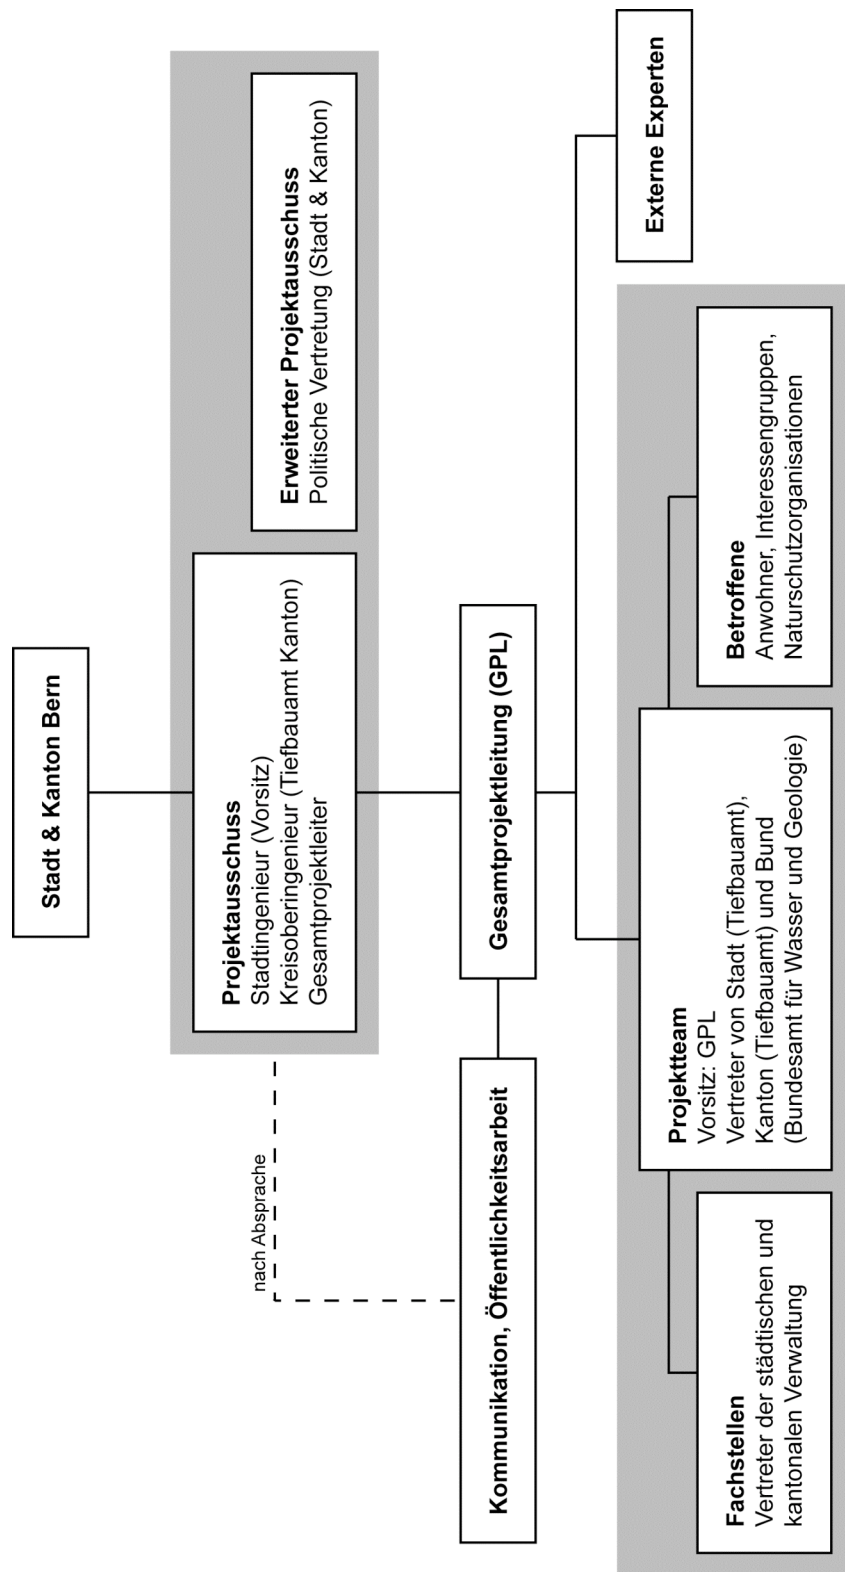 Stadt & Kanton Bern
Projektausschuss
Stadtingenieur (Vorsitz)
Kreisoberingenieur (Tiefbauamt Kanton)
Gesamtprojektleiter
Erweiterter Projektausschuss
Politische Vertretung (Stadt & Kanton)
nach Absprache
Kommunikation, Öffentlichkeitsarbeit
Gesamtprojektleitung (GPL)
Externe Experten
Fachstellen
Vertreter der städtischen und
kantonalen Verwaltung
Projektteam
Vorsitz: GPL
Vertreter von Stadt (Tiefbauamt),
Kanton (Tiefbauamt) und Bund
(Bundesamt für Wasser und Geologie)
Betroffene
Anwohner, Interessengruppen,
Naturschutzorganisationen